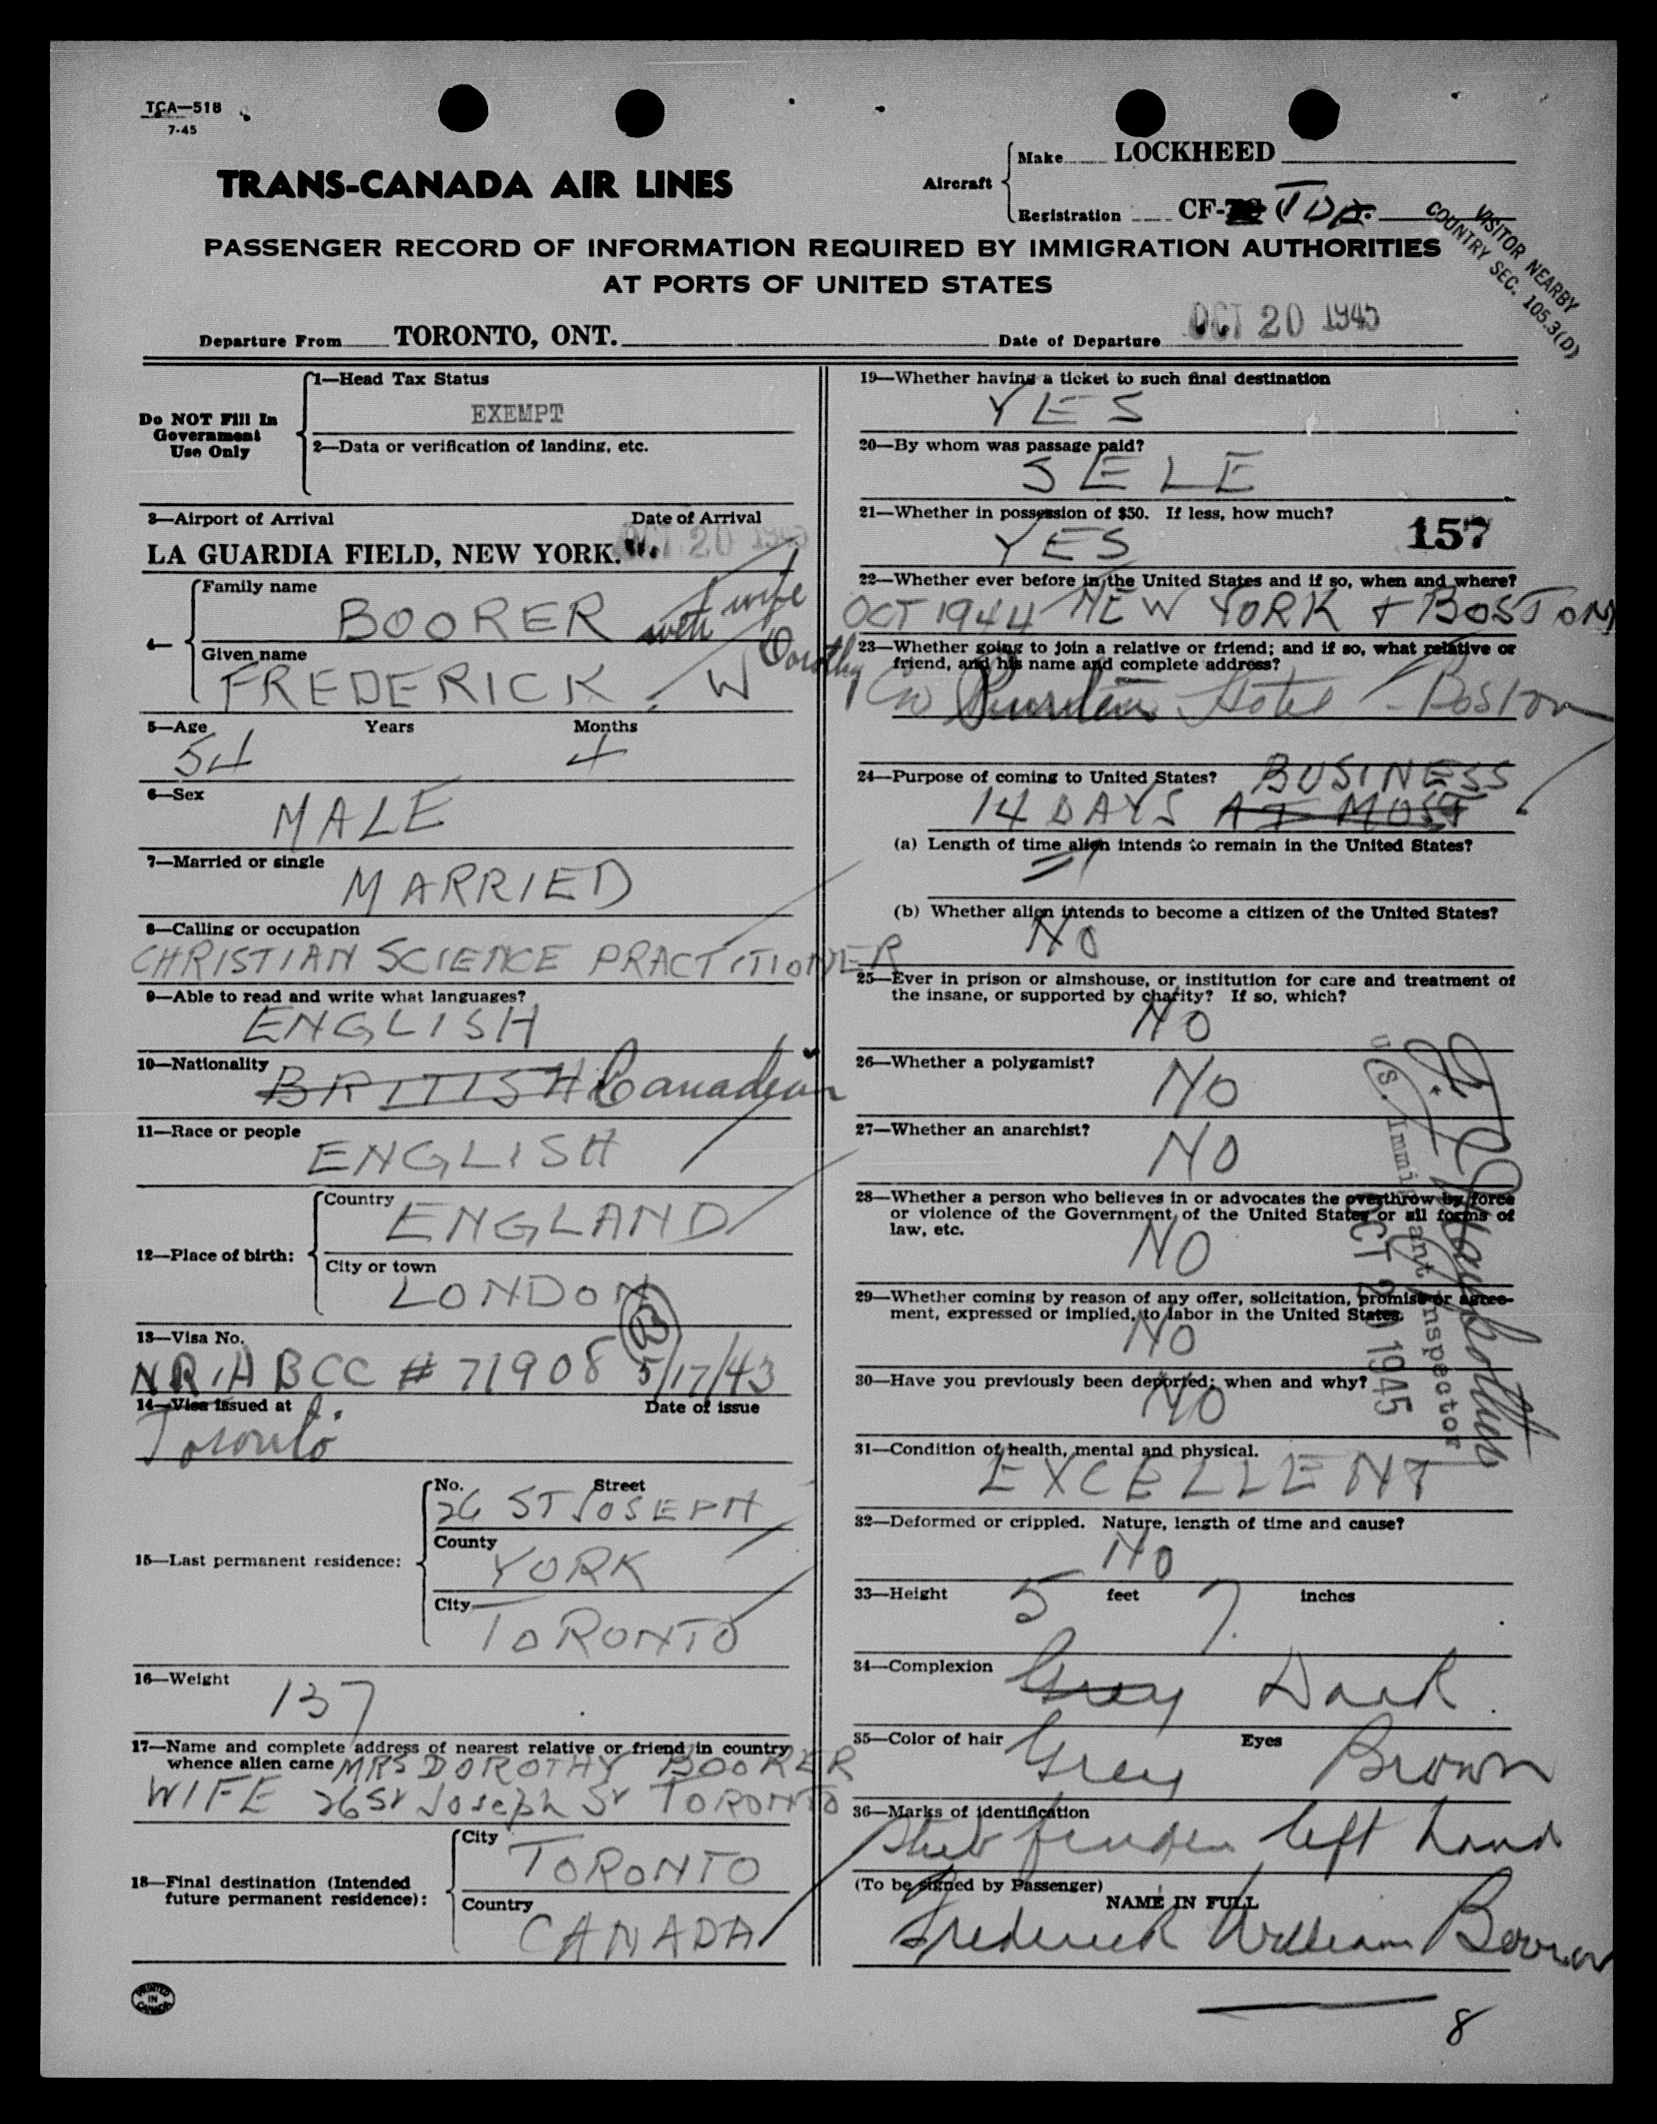 TCA—518
7-45
TRANS-CANADA AIR LINES
Aircraft
Make LOCKHEED
Registration CF- TDA.
VISITOR NEARBY
COUNTRY SEC. 105.3(D)
PASSENGER RECORD OF INFORMATION REQUIRED BY IMMIGRATION AUTHORITIES
AT PORTS OF UNITED STATES
Departure From TORONTO, ONT.
Date of Departure OCT 20 1945
Do NOT Fill In
Government
Use Only
1—Head Tax Status
EXEMPT
2—Data or verification of landing, etc.
3—Airport of Arrival Date of Arrival
LA GUARDIA FIELD, NEW YORK. OCT 20 1945
4—
Family name
BOORER with wife
Dorothy
Given name
FREDERICK . W
5—Age Years Months
54 4
6—Sex
MALE
7—Married or single
MARRIED
8—Calling or occupation
CHRISTIAN SCIENCE PRACTITIONER
9—Able to read and write what languages?
ENGLISH
10—Nationality
BRITISH Canadian
11—Race or people
ENGLISH
12—Place of birth:
Country
ENGLAND
City or town
LONDON
13—Visa No.
NRIA BCC # 71908 5/17/43
14—Visa issued at Date of issue
Toronto
15—Last permanent residence:
No. Street
26 ST JOSEPH
County
YORK
City
TORONTO
16—Weight
137
17—Name and complete address of nearest relative or friend in country
whence alien came MRS DOROTHY BOORER
WIFE 26 St Joseph St TORONTO
18—Final destination (Intended
future permanent residence):
City
TORONTO
Country
CANADA
PRINTED
IN
CANADA
19—Whether having a ticket to such final destination
YES
20—By whom was passage paid?
SELF
21—Whether in possession of $50. If less, how much?
YES
157
22—Whether ever before in the United States and if so, when and where?
OCT 1944 NEW YORK + BOSTON
23—Whether going to join a relative or friend; and if so, what relative or
friend, and his name and complete address?
Hotel - Boston
24—Purpose of coming to United States? BUSINESS
14 DAYS AT MOST
(a) Length of time alien intends to remain in the United States?
(b) Whether alien intends to become a citizen of the United States?
NO
25—Ever in prison or almshouse, or institution for care and treatment of
the insane, or supported by charity? If so, which?
NO
26—Whether a polygamist?
NO
27—Whether an anarchist?
NO
28—Whether a person who believes in or advocates the overthrow by force
or violence of the Government of the United States or all forms of
law, etc.
NO
29—Whether coming by reason of any offer, solicitation, promise or agree-
ment, expressed or implied, to labor in the United States.
NO
30—Have you previously been deported; when and why?
NO
U.S. Immigrant Inspector
OCT 20 1945
31—Condition of health, mental and physical.
EXCELLENT
32—Deformed or crippled. Nature, length of time and cause?
NO
33—Height 5 feet 7 inches
34—Complexion Grey Dark.
35—Color of hair Grey Eyes Brown
36—Marks of identification
finger left hand
(To be signed by Passenger)
NAME IN FULL
Frederick William Boorer
8